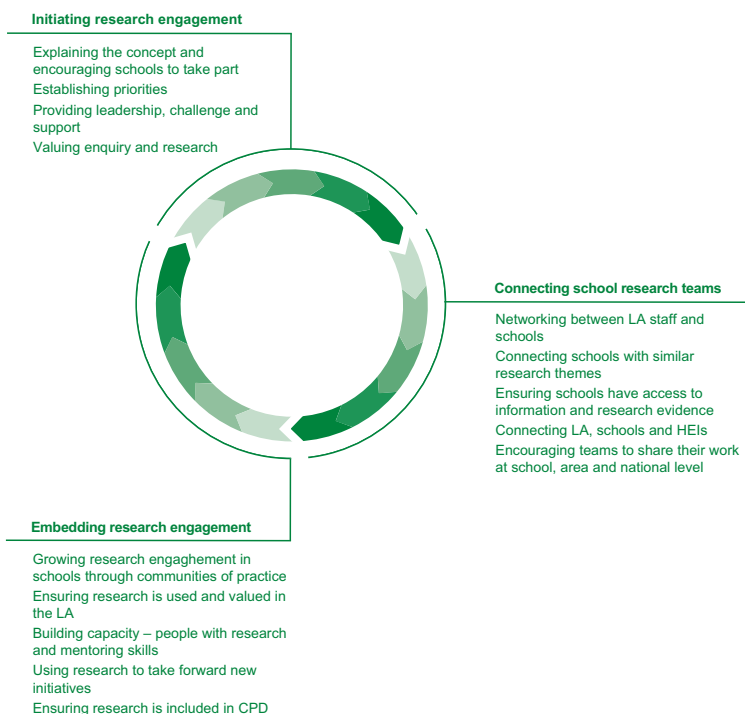 Initiating research engagement
Explaining the concept and
encouraging schools to take part
Establishing priorities
Providing leadership, challenge and
support
Valuing enquiry and research
Connecting school research teams
Networking between LA staff and
schools
Connecting schools with similar
research themes
Ensuring schools have access to
information and research evidence
Connecting LA, schools and HEIs
Encouraging teams to share their work
at school, area and national level
Embedding research engagement
Growing research engaghement in
schools through communities of practice
Ensuring research is used and valued in
the LA
Building capacity – people with research
and mentoring skills
Using research to take forward new
initiatives
Ensuring research is included in CPD